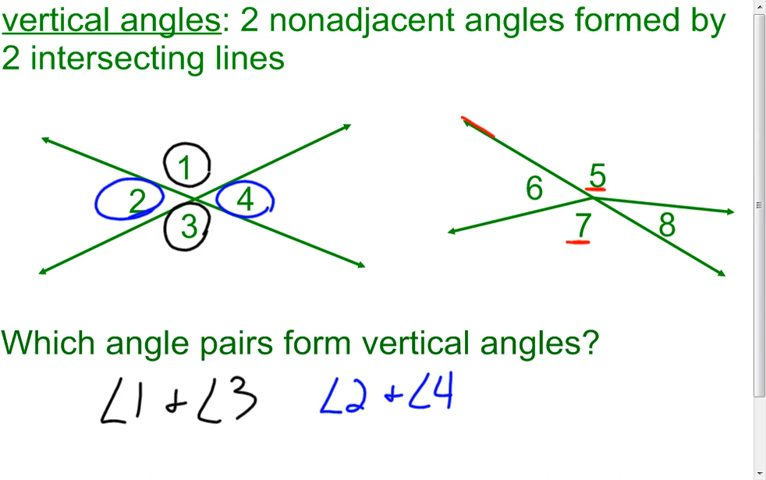 vertical angles: 2 nonadjacent angles formed by
2 intersecting lines
1
2 4
3
5
6
7 8
Which angle pairs form vertical angles?
∠1 + ∠3 ∠2 + ∠4